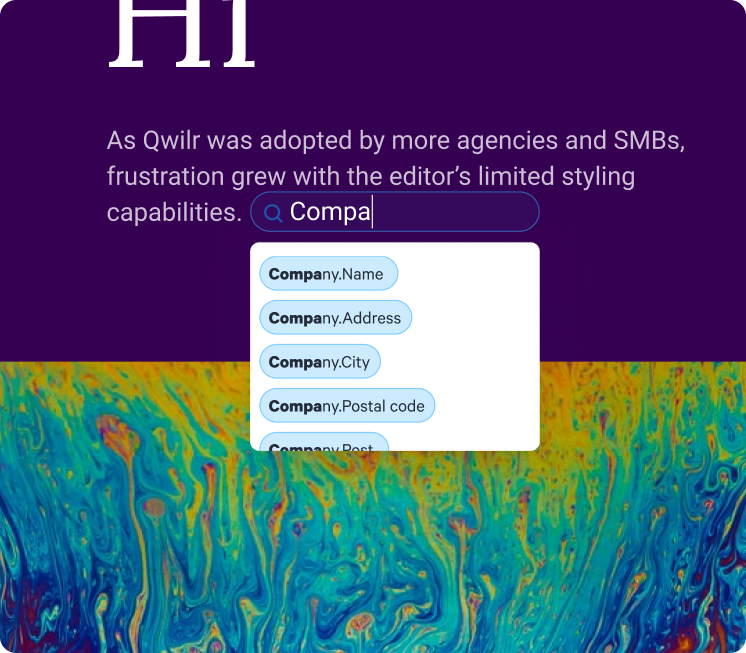 Hi
As Qwilr was adopted by more agencies and SMBs,
frustration grew with the editor’s limited styling
capabilities. Compa
Company.Name
Company.Address
Company.City
Company.Postal code
Company.Post